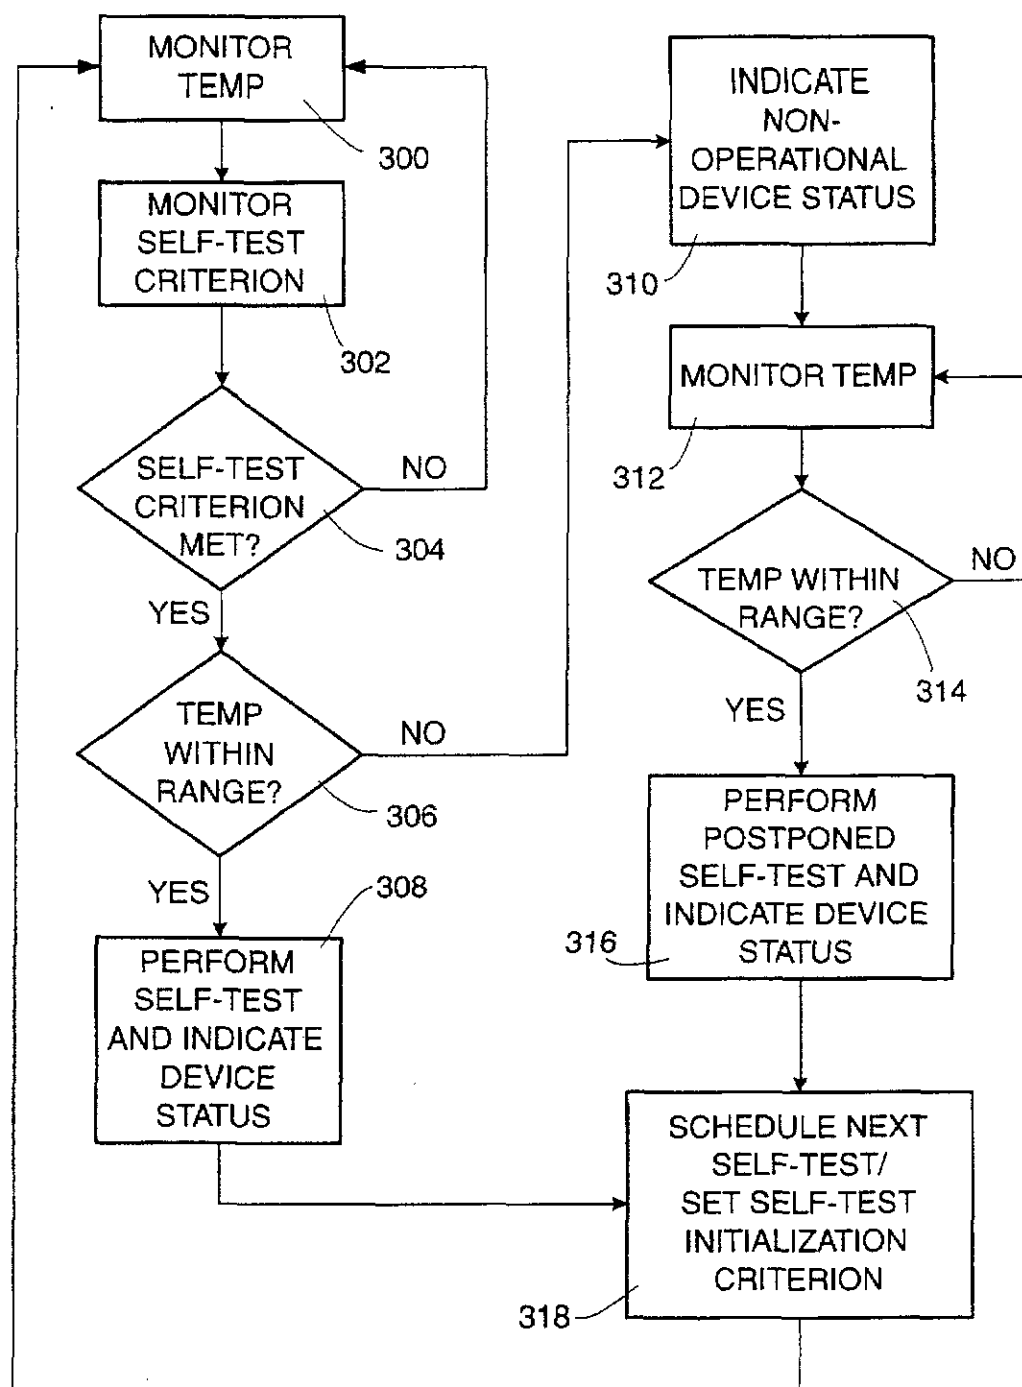 MONITOR
TEMP
300
MONITOR
SELF-TEST
CRITERION
302
SELF-TEST
CRITERION
MET?
NO
304
YES
TEMP
WITHIN
RANGE?
NO
306
YES
308
PERFORM
SELF-TEST
AND INDICATE
DEVICE
STATUS
INDICATE
NON-
OPERATIONAL
DEVICE STATUS
310
MONITOR TEMP
312
TEMP WITHIN
RANGE?
NO
314
YES
PERFORM
POSTPONED
SELF-TEST AND
INDICATE DEVICE
STATUS
316
SCHEDULE NEXT
SELF-TEST/
SET SELF-TEST
INITIALIZATION
CRITERION
318